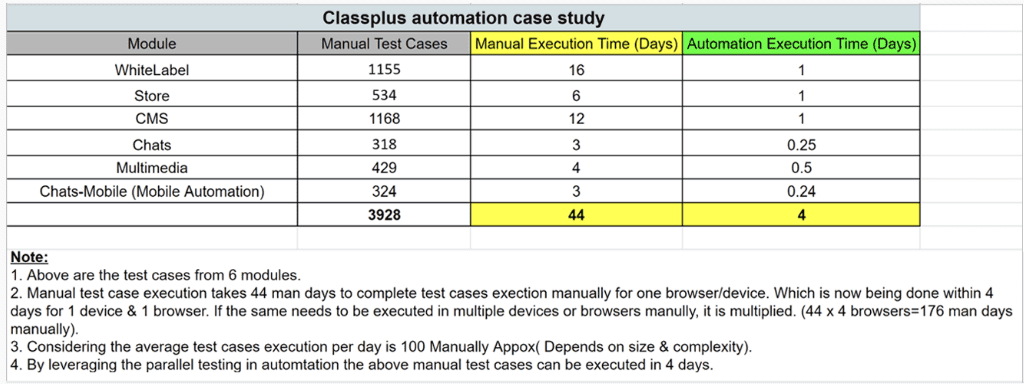 Classplus automation case study
Module Manual Test Cases Manual Execution Time (Days) Automation Execution Time (Days)
WhiteLabel 1155 16 1
Store 534 6 1
CMS 1168 12 1
Chats 318 3 0.25
Multimedia 429 4 0.5
Chats-Mobile (Mobile Automation) 324 3 0.24
3928 44 4
Note:
1. Above are the test cases from 6 modules.
2. Manual test case execution takes 44 man days to complete test cases exection manually for one browser/device. Which is now being done within 4
days for 1 device & 1 browser. If the same needs to be executed in multiple devices or browsers manully, it is multiplied. (44 x 4 browsers=176 man days
manually).
3. Considering the average test cases execution per day is 100 Manually Appox( Depends on size & complexity).
4. By leveraging the parallel testing in automtation the above manual test cases can be executed in 4 days.